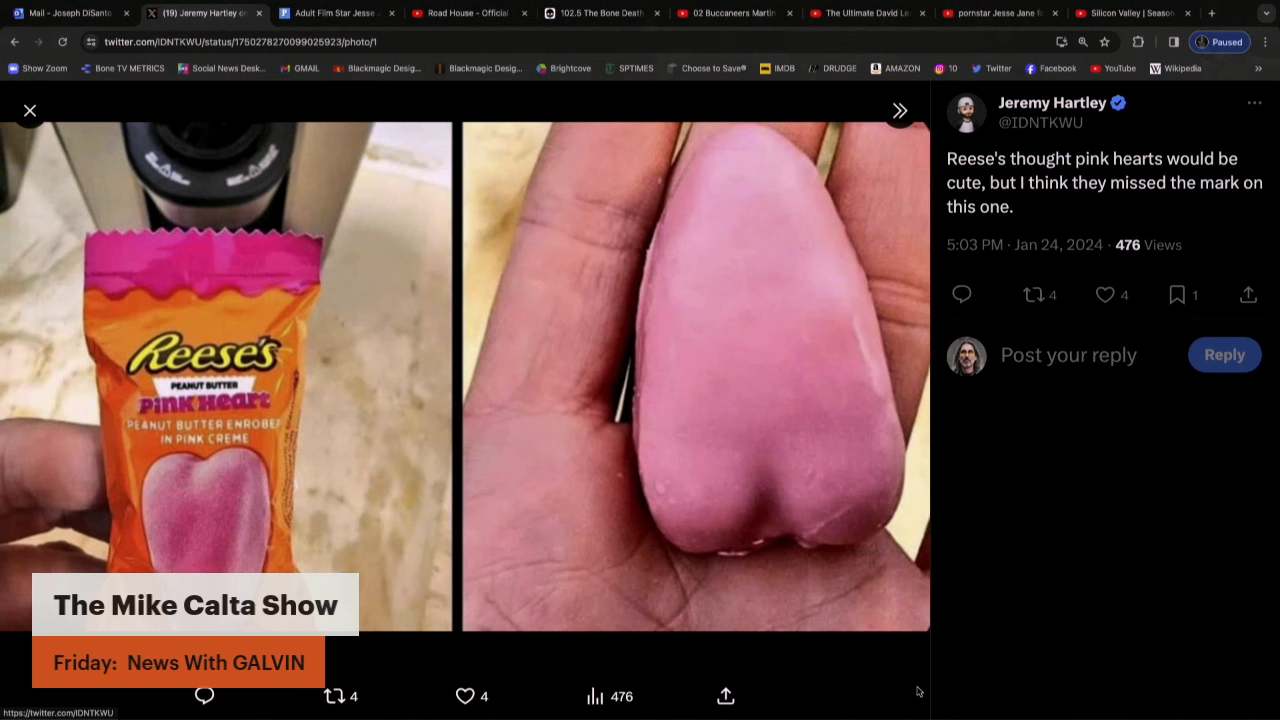 Mail - Joseph DiSanto
(19) Jeremy Hartley on
Adult Film Star Jesse
Road House - Official
102.5 The Bone Death
02 Buccaneers Martin
The Ultimate David Le
pornstar Jesse Jane fo
Silicon Valley | Season
twitter.com/IDNTKWU/status/1750278270099025923/photo/1
Paused
Show Zoom
Bone TV METRICS
Social News Desk...
GMAIL
Blackmagic Desig...
Blackmagic Desig...
Brightcove
SPTIMES
Choose to Save®
IMDB
DRUDGE
AMAZON
10
Twitter
Facebook
YouTube
Wikipedia
Reese's
PEANUT BUTTER
Pink Heart
PEANUT BUTTER ENROBED
IN PINK CREME
Jeremy Hartley
@IDNTKWU
Reese's thought pink hearts would be
cute, but I think they missed the mark on
this one.
5:03 PM · Jan 24, 2024 · 476 Views
4
4
1
Post your reply
Reply
The Mike Calta Show
Friday: News With GALVIN
4
4
476
https://twitter.com/IDNTKWU